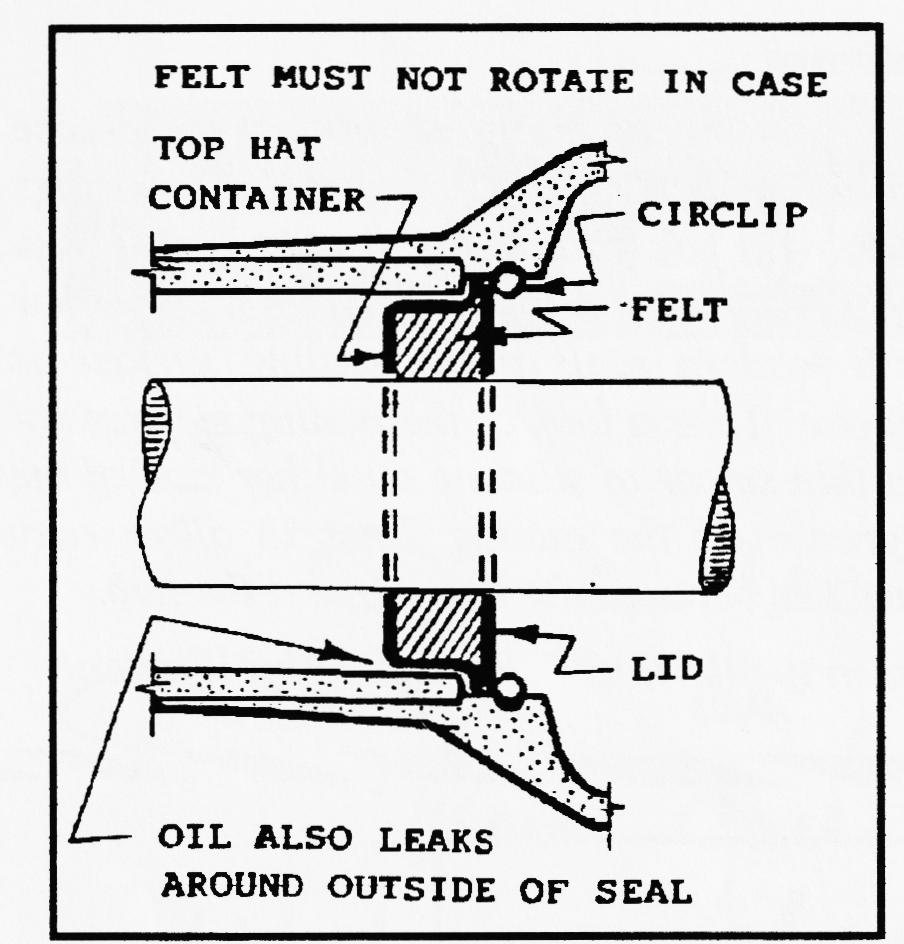 FELT MUST NOT ROTATE IN CASE
TOP HAT
CONTAINER
CIRCLIP
FELT
LID
OIL ALSO LEAKS
AROUND OUTSIDE OF SEAL